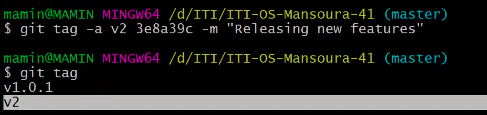 mamin@MAMIN MINGW64 /d/ITI/ITI-OS-Mansoura-41 (master)
$ git tag -a v2 3e8a39c -m "Releasing new features"
mamin@MAMIN MINGW64 /d/ITI/ITI-OS-Mansoura-41 (master)
$ git tag
v1.0.1
v2